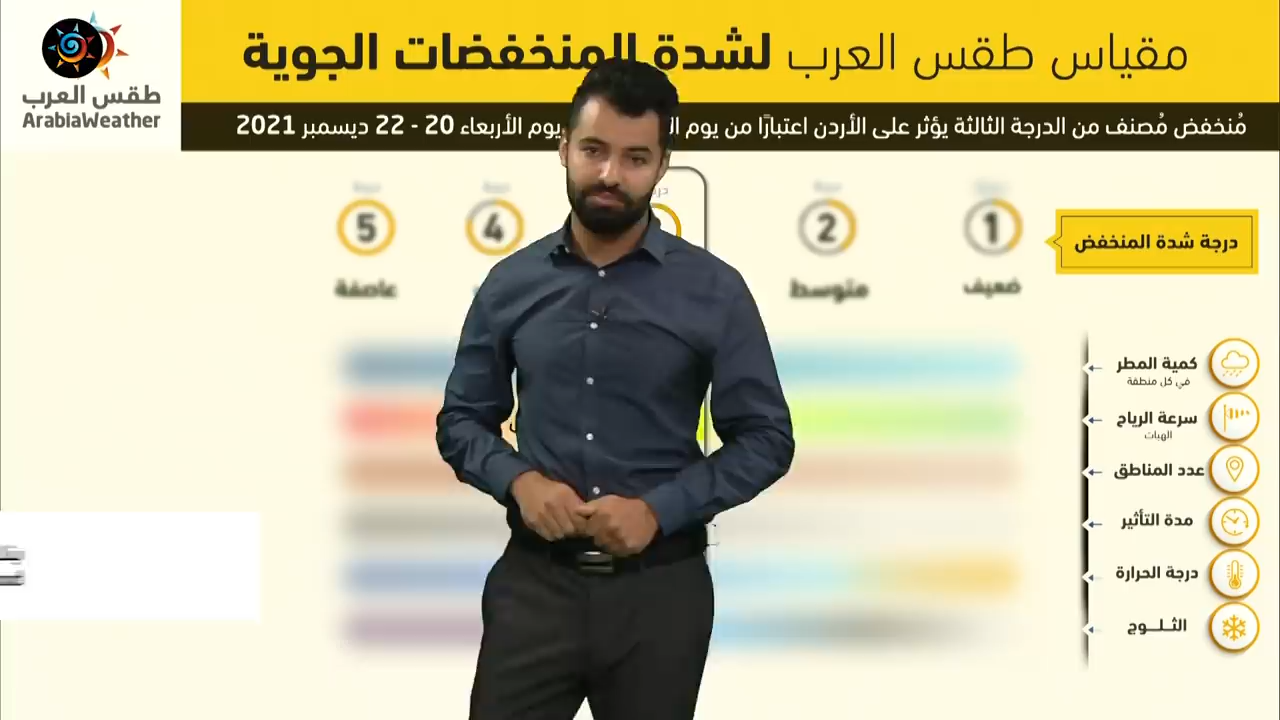 مقياس طقس العرب لشدة المنخفضات الجوية
طقس العرب
ArabiaWeather
مُنخفض مُصنف من الدرجة الثالثة يؤثر على الأردن اعتبارًا من يوم يوم الأربعاء 20 - 22 ديسمبر 2021
درجة شدة المنخفض
1
2
4
5
ضعيف
متوسط
عاصفة
كمية المطر
في كل منطقة
سرعة الرياح
الهبات
عدد المناطق
مدة التأثير
درجة الحرارة
الثلـــوج